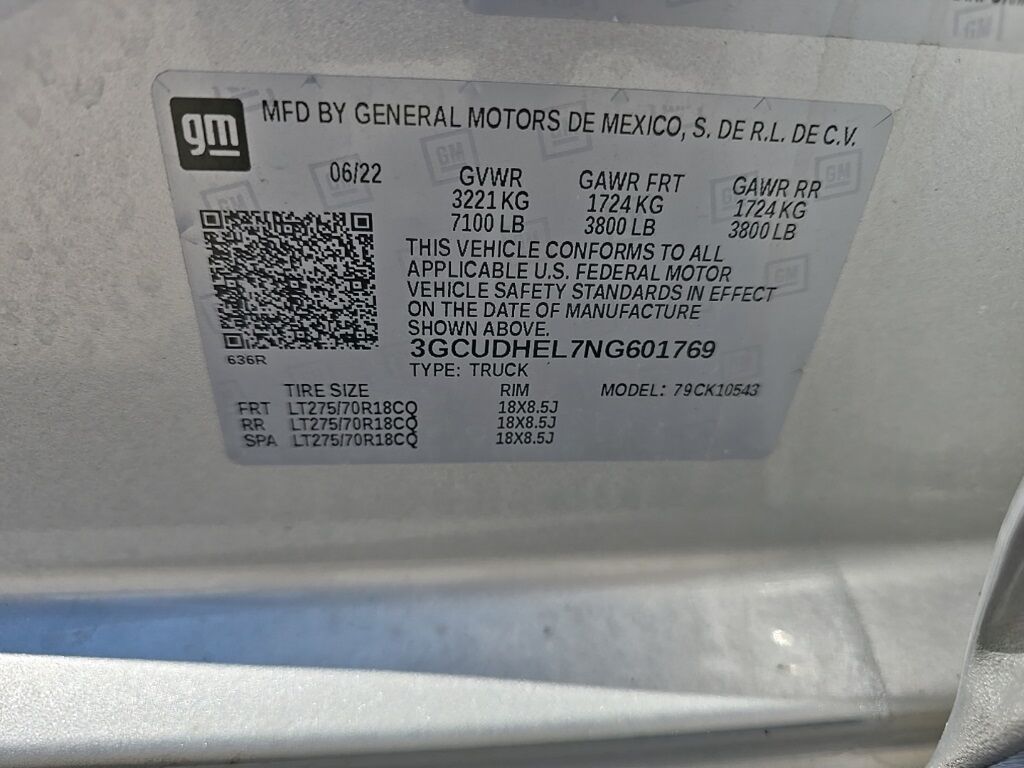 gm
MFD BY GENERAL MOTORS DE MEXICO, S. DE R.L. DE C.V.
06/22 GVWR GAWR FRT GAWR RR
3221 KG 1724 KG 1724 KG
7100 LB 3800 LB 3800 LB
THIS VEHICLE CONFORMS TO ALL
APPLICABLE U.S. FEDERAL MOTOR
VEHICLE SAFETY STANDARDS IN EFFECT
ON THE DATE OF MANUFACTURE
SHOWN ABOVE.
636R
3GCUDHEL7NG601769
TYPE: TRUCK
TIRE SIZE RIM MODEL: 79CK10543
FRT LT275/70R18CQ 18X8.5J
RR LT275/70R18CQ 18X8.5J
SPA LT275/70R18CQ 18X8.5J